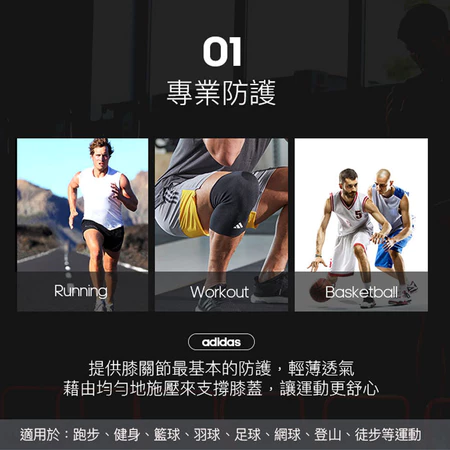 01
專業防護
Running
Workout
Basketball
adidas
提供膝關節最基本的防護，輕薄透氣
藉由均勻地施壓來支撐膝蓋，讓運動更舒心
適用於：跑步、健身、籃球、羽球、足球、網球、登山、徒步等運動